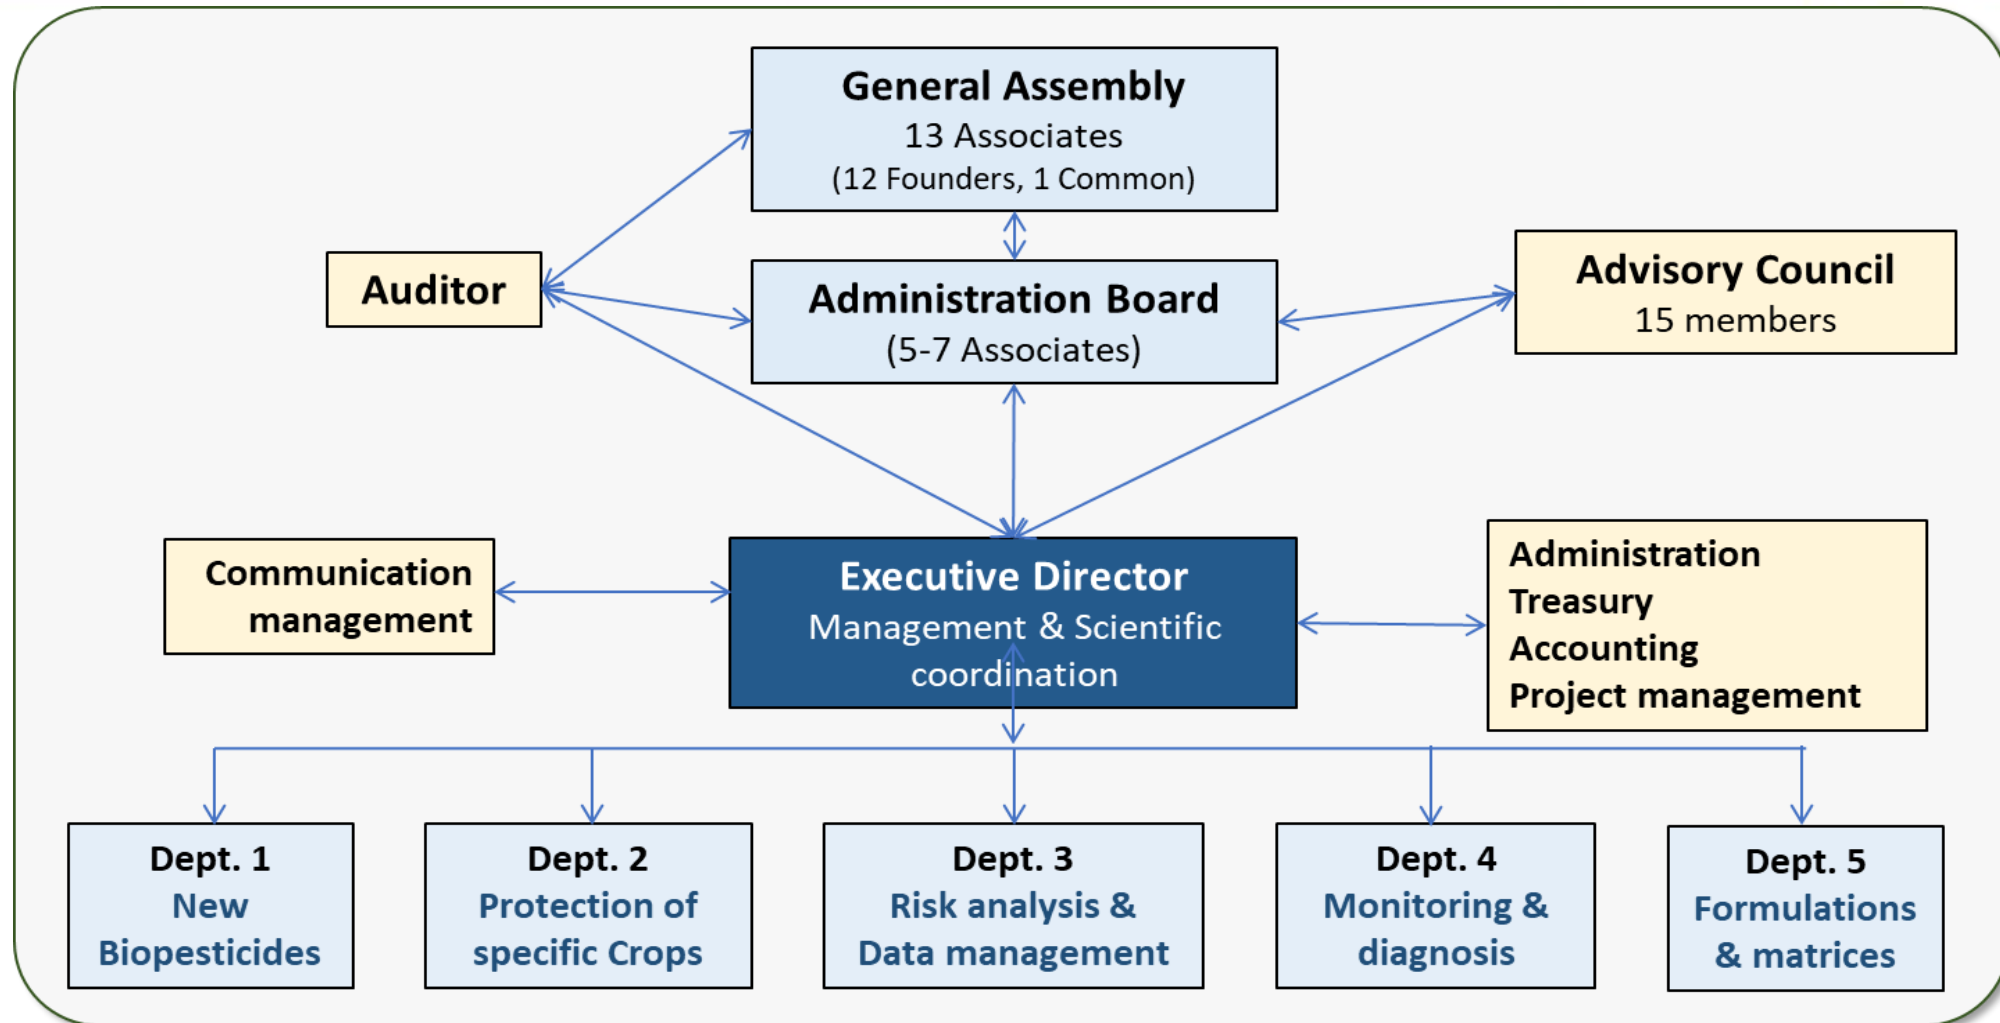 General Assembly
13 Associates
(12 Founders, 1 Common)
Auditor
Administration Board
(5-7 Associates)
Advisory Council
15 members
Communication
management
Executive Director
Management & Scientific
coordination
Administration
Treasury
Accounting
Project management
Dept. 1
New
Biopesticides
Dept. 2
Protection of
specific Crops
Dept. 3
Risk analysis &
Data management
Dept. 4
Monitoring &
diagnosis
Dept. 5
Formulations
& matrices